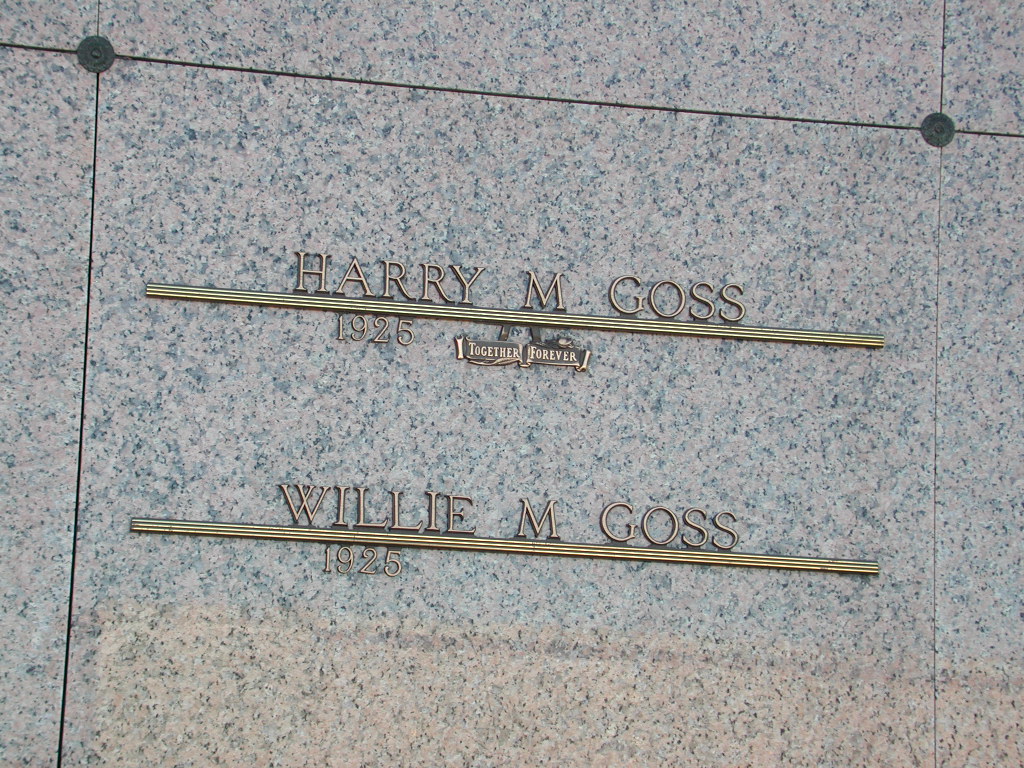 HARRY M GOSS
1925
TOGETHER FOREVER
WILLIE M GOSS
1925